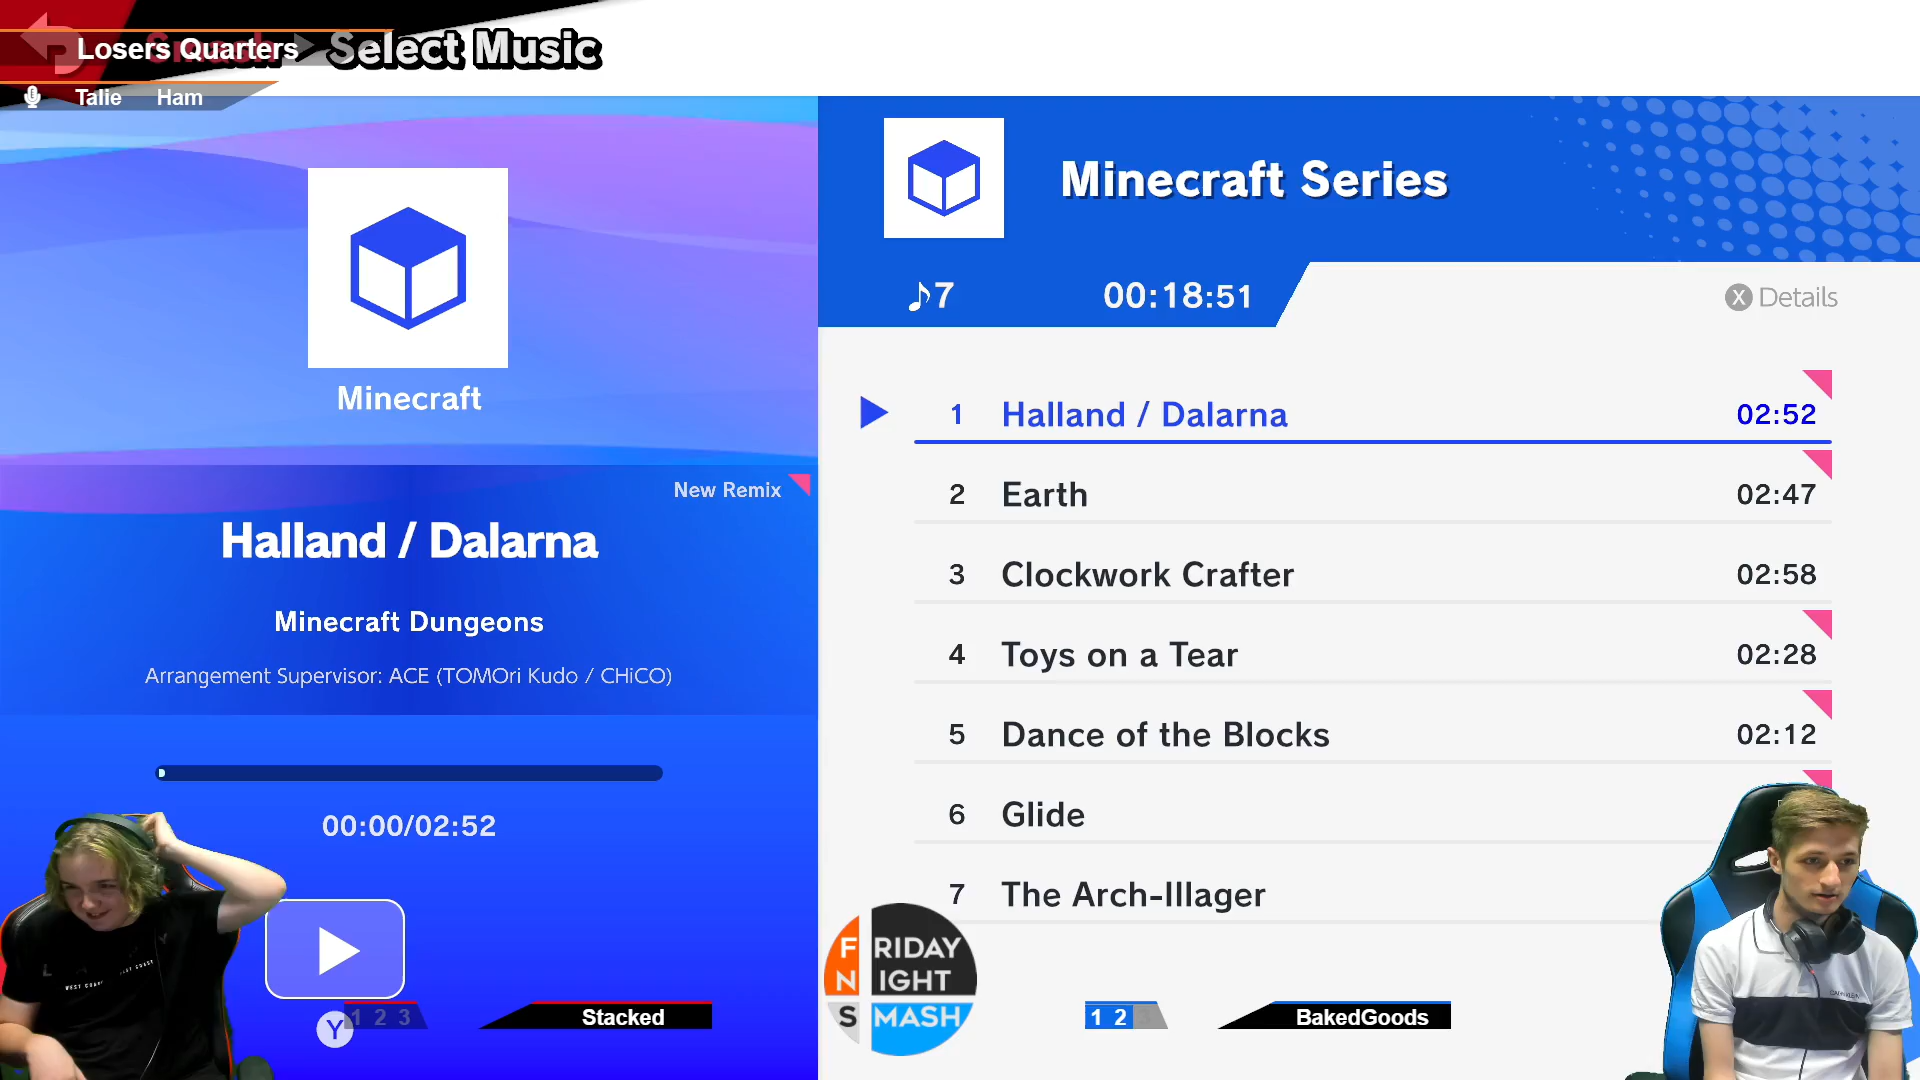 Losers Quarters
Smash > Select Music
Talie Ham
Minecraft
New Remix
Halland / Dalarna
Minecraft Dungeons
Arrangement Supervisor: ACE (TOMOri Kudo / CHiCO)
00:00/02:52
Y
1 2 3
Stacked
Minecraft Series
♪7 00:18:51
X Details
1 Halland / Dalarna 02:52
2 Earth 02:47
3 Clockwork Crafter 02:58
4 Toys on a Tear 02:28
5 Dance of the Blocks 02:12
6 Glide
7 The Arch-Illager
FRIDAY
NIGHT
SMASH
1 2 3
BakedGoods